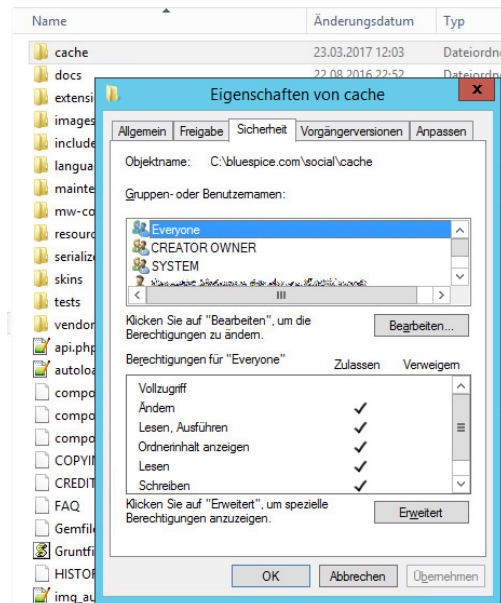 Name Änderungsdatum Typ
cache 23.03.2017 12:03 Dateiordn
docs 22.08.2016 22:52 Dateiordn
extensi
images
include
langua
mainte
mw-co
resourc
serialize
skins
tests
vendor
api.php
autoloa
compo
compo
compo
COPYIN
CREDIT
FAQ
Gemfile
Gruntfi
HISTOR
img_au
Eigenschaften von cache
x
Allgemein Freigabe Sicherheit Vorgängerversionen Anpassen
Objektname: C:\bluespice.com\social\cache
Gruppen- oder Benutzernamen:
Everyone
CREATOR OWNER
SYSTEM
Klicken Sie auf "Bearbeiten", um die
Berechtigungen zu ändern.
Bearbeiten...
Berechtigungen für "Everyone" Zulassen Verweigern
Vollzugriff
Ändern
Lesen, Ausführen
Ordnerinhalt anzeigen
Lesen
Schreiben
Klicken Sie auf "Erweitert", um spezielle
Berechtigungen anzuzeigen.
Erweitert
OK Abbrechen Übernehmen